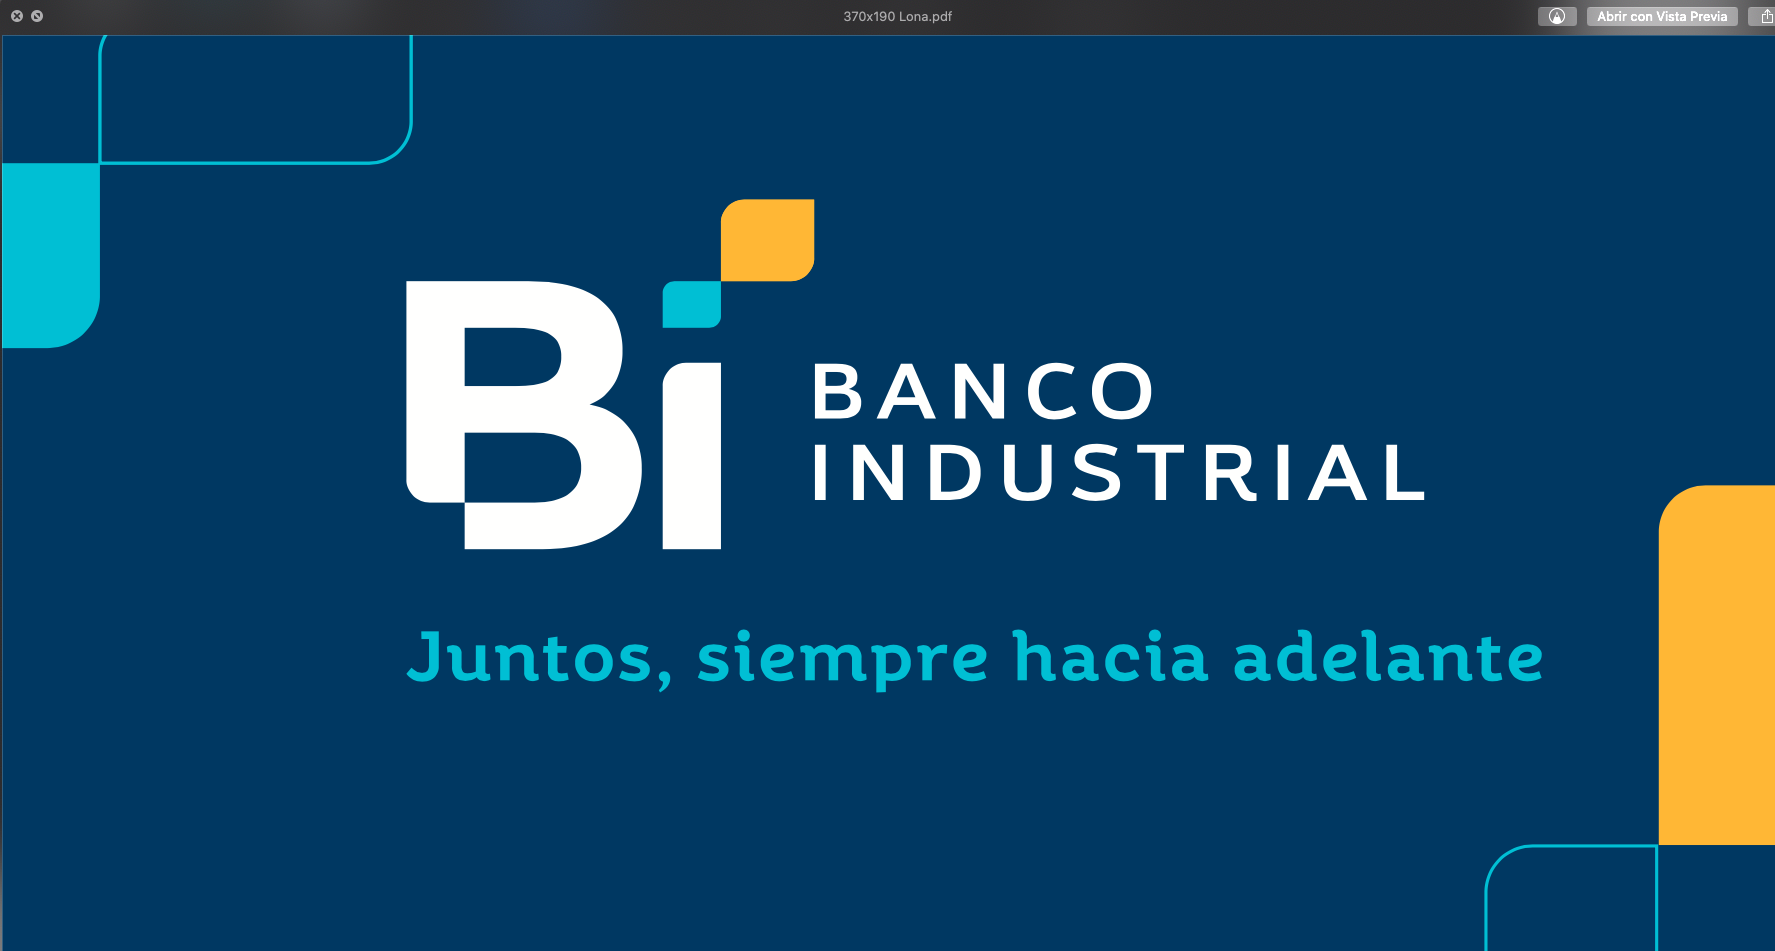 370x190 Lona.pdf
Abrir con Vista Previa
Bi
BANCO
INDUSTRIAL
Juntos, siempre hacia adelante